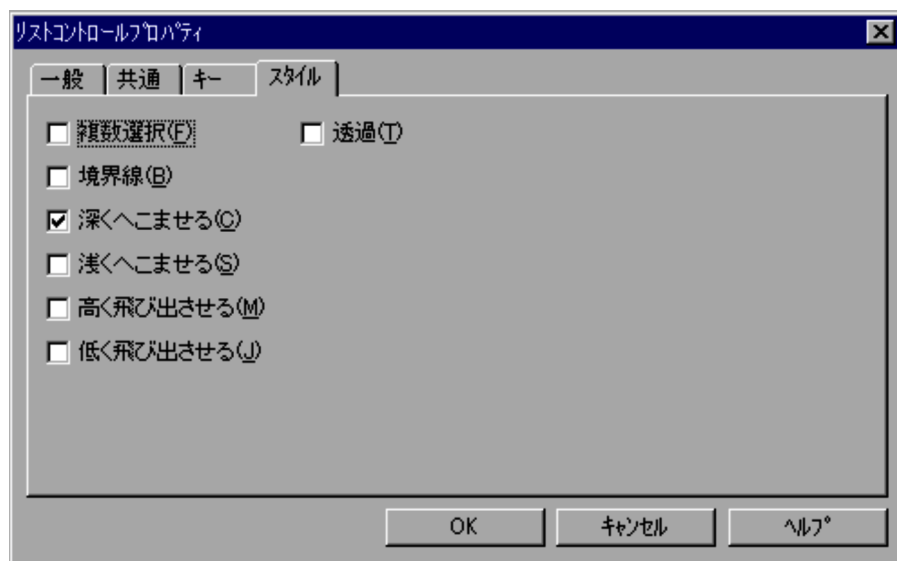 ﾘｽﾄｺﾝﾄﾛｰﾙﾌﾟﾛﾊﾟﾃｨ
一般 共通 ｷｰ ｽﾀｲﾙ
複数選択(F) 透過(T)
境界線(B)
深くへこませる(C)
浅くへこませる(S)
高く飛び出させる(M)
低く飛び出させる(J)
OK ｷｬﾝｾﾙ ﾍﾙﾌﾟ